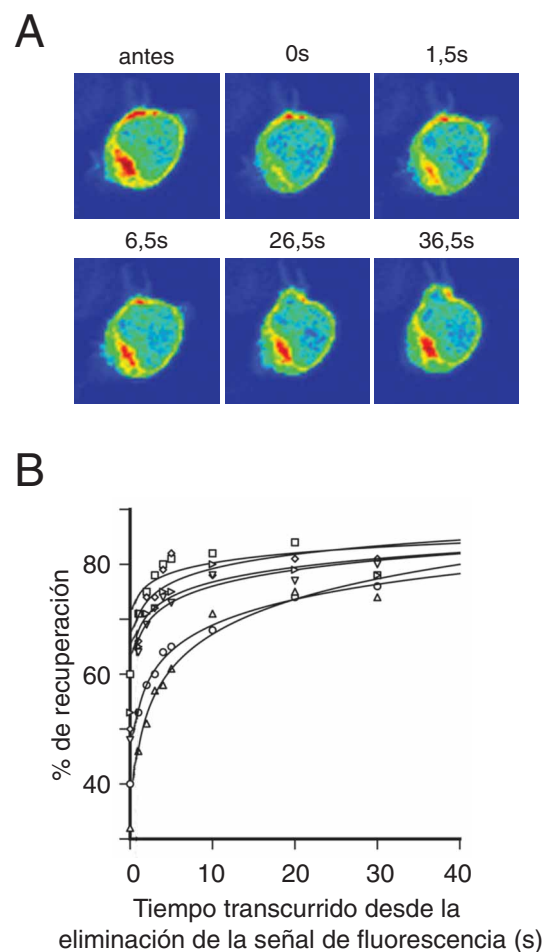 A
antes 0s 1,5s
6,5s 26,5s 36,5s
B
% de recuperación
80
60
40
0 10 20 30 40
Tiempo transcurrido desde la
eliminación de la señal de fluorescencia (s)